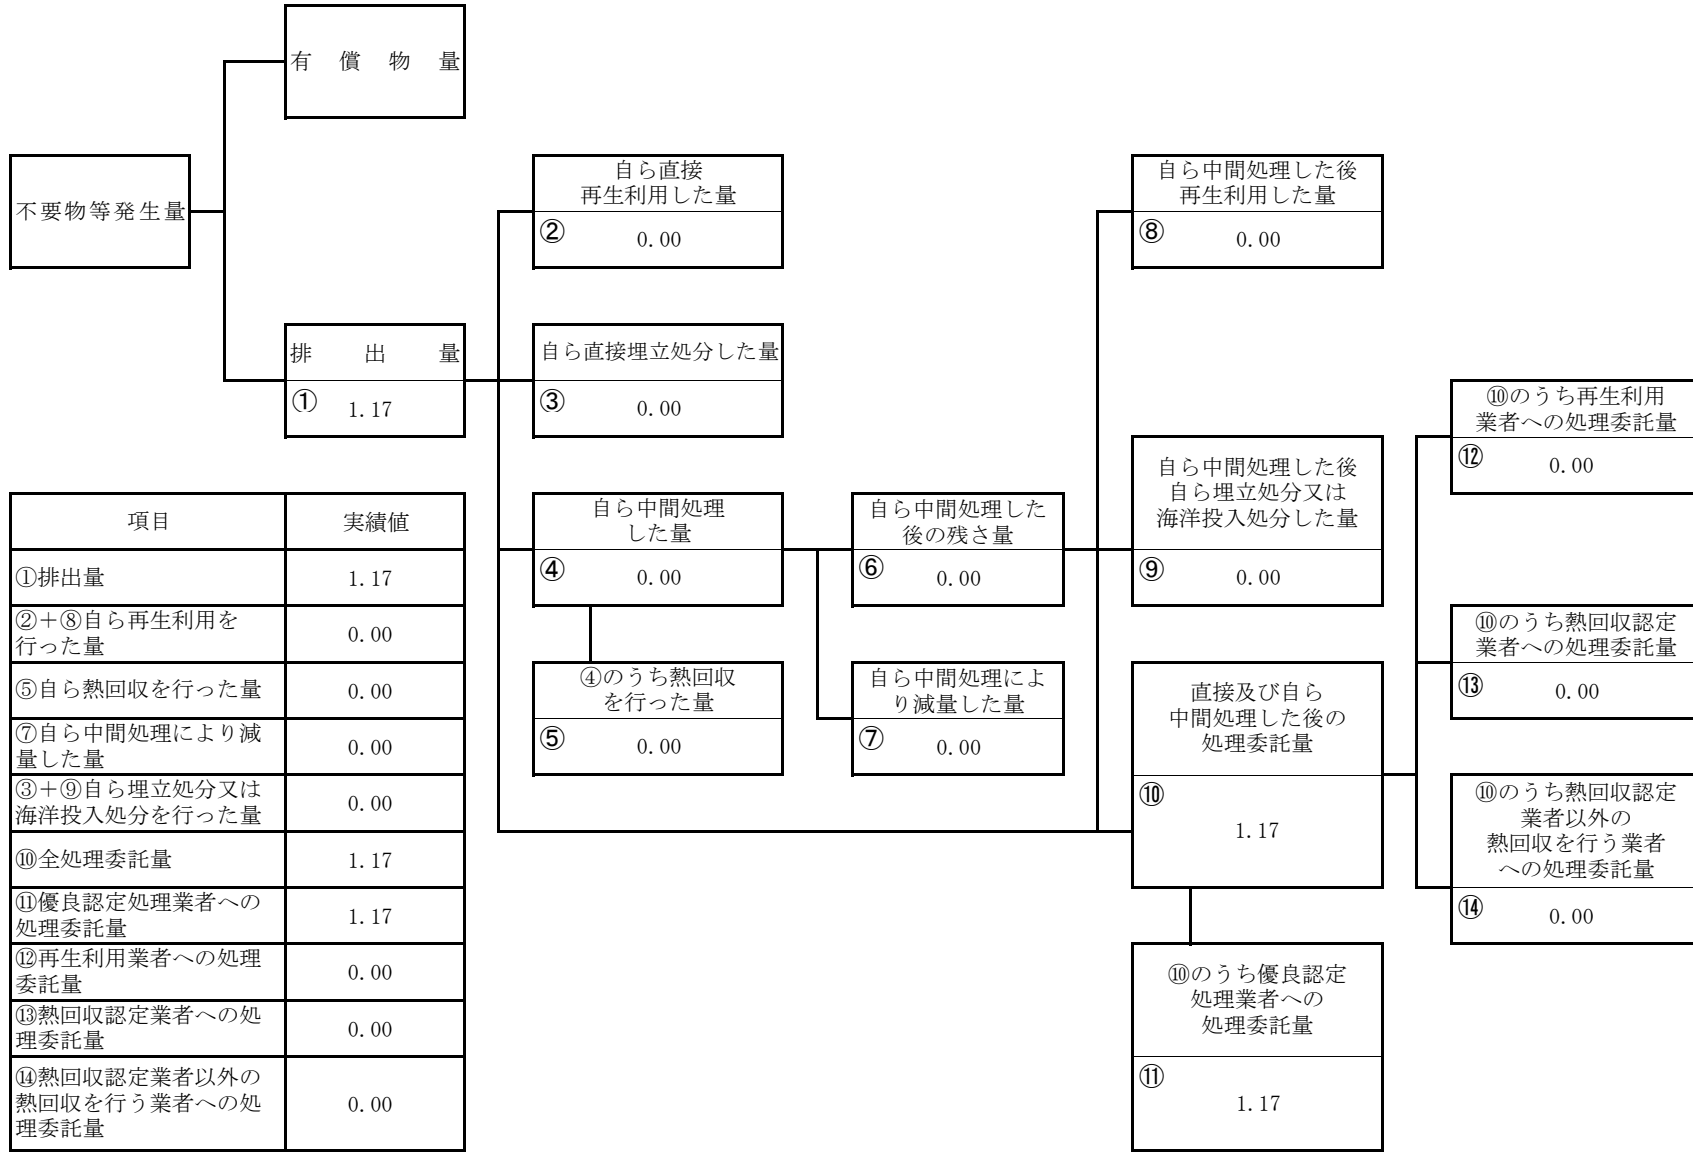 有償物量
不要物等発生量
自ら直接
再生利用した量
② 0.00
自ら中間処理した後
再生利用した量
⑧ 0.00
排出量
① 1.17
自ら直接埋立処分した量
③ 0.00
⑩のうち再生利用
業者への処理委託量
⑫ 0.00
自ら中間処理した後
自ら埋立処分又は
海洋投入処分した量
⑨ 0.00
自ら中間処理
した量
④ 0.00
自ら中間処理した
後の残さ量
⑥ 0.00
⑩のうち熱回収認定
業者への処理委託量
⑬ 0.00
④のうち熱回収
を行った量
⑤ 0.00
自ら中間処理によ
り減量した量
⑦ 0.00
直接及び自ら
中間処理した後の
処理委託量
⑩
1.17
⑩のうち熱回収認定
業者以外の
熱回収を行う業者
への処理委託量
⑭ 0.00
⑩のうち優良認定
処理業者への
処理委託量
⑪
1.17
項目 実績値
①排出量 1.17
②＋⑧自ら再生利用を
行った量 0.00
⑤自ら熱回収を行った量 0.00
⑦自ら中間処理により減
量した量 0.00
③＋⑨自ら埋立処分又は
海洋投入処分を行った量 0.00
⑩全処理委託量 1.17
⑪優良認定処理業者への
処理委託量 1.17
⑫再生利用業者への処理
委託量 0.00
⑬熱回収認定業者への処
理委託量 0.00
⑭熱回収認定業者以外の
熱回収を行う業者への処
理委託量 0.00